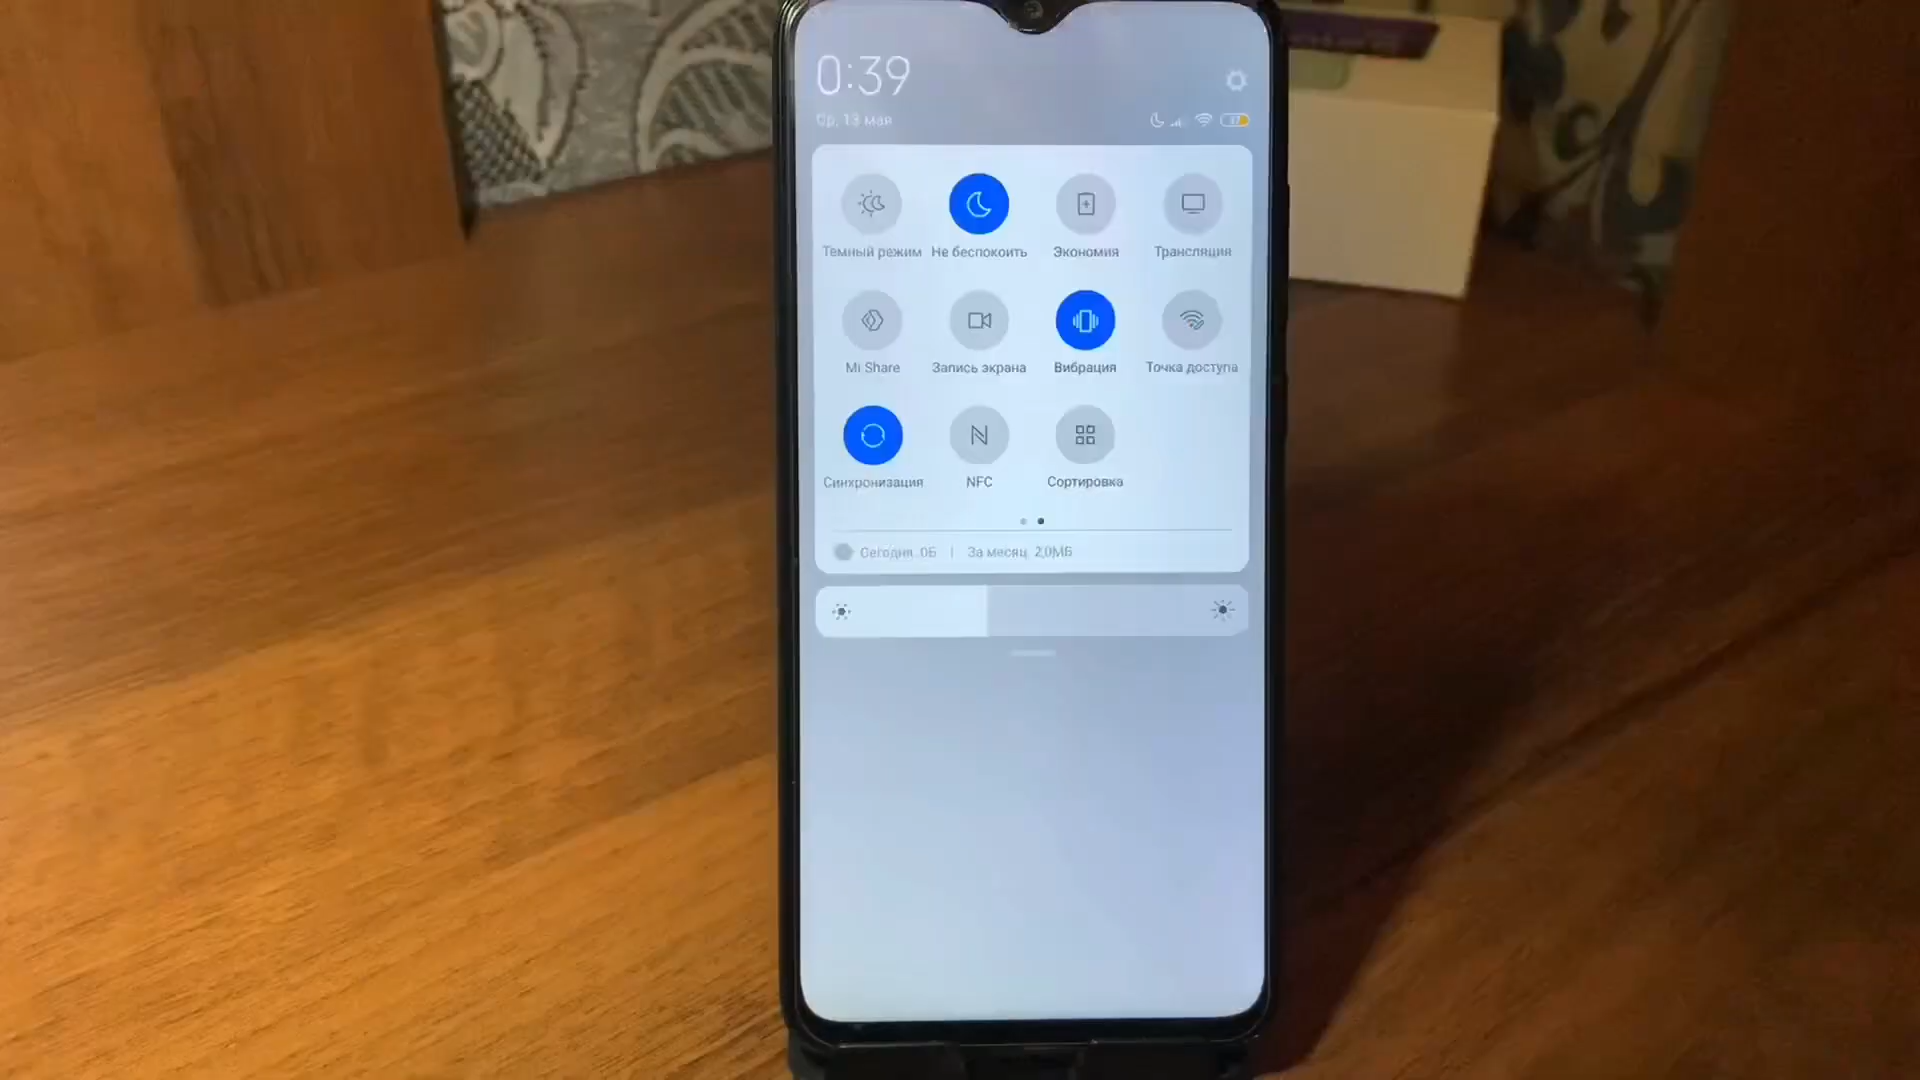 0:39
Ср, 13 мая
37
Темный режим Не беспокоить Экономия Трансляция
Mi Share Запись экрана Вибрация Точка доступа
Синхронизация NFC Сортировка
Сегодня 0Б | За месяц 2,0МБ